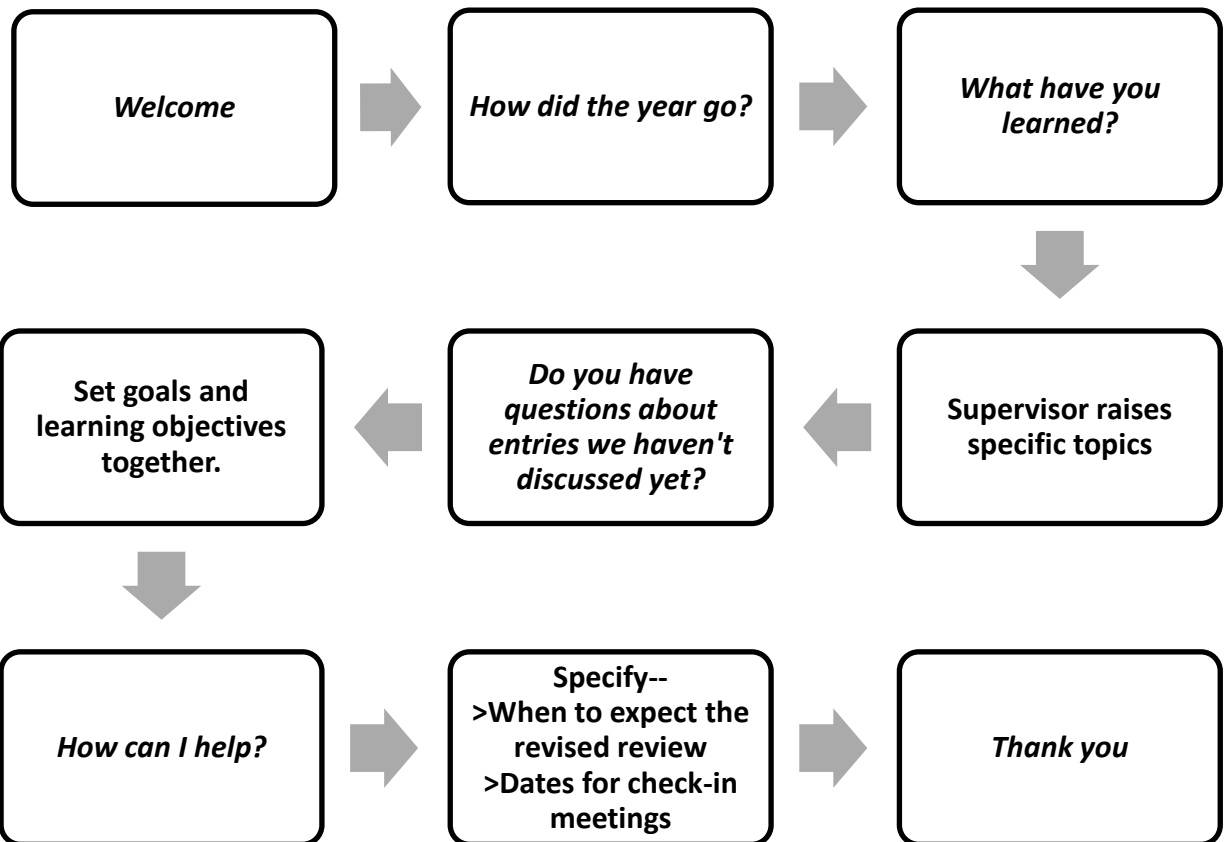 Welcome
How did the year go?
What have you
learned?
Supervisor raises
specific topics
Do you have
questions about
entries we haven't
discussed yet?
Set goals and
learning objectives
together.
How can I help?
Specify--
>When to expect the
revised review
>Dates for check-in
meetings
Thank you